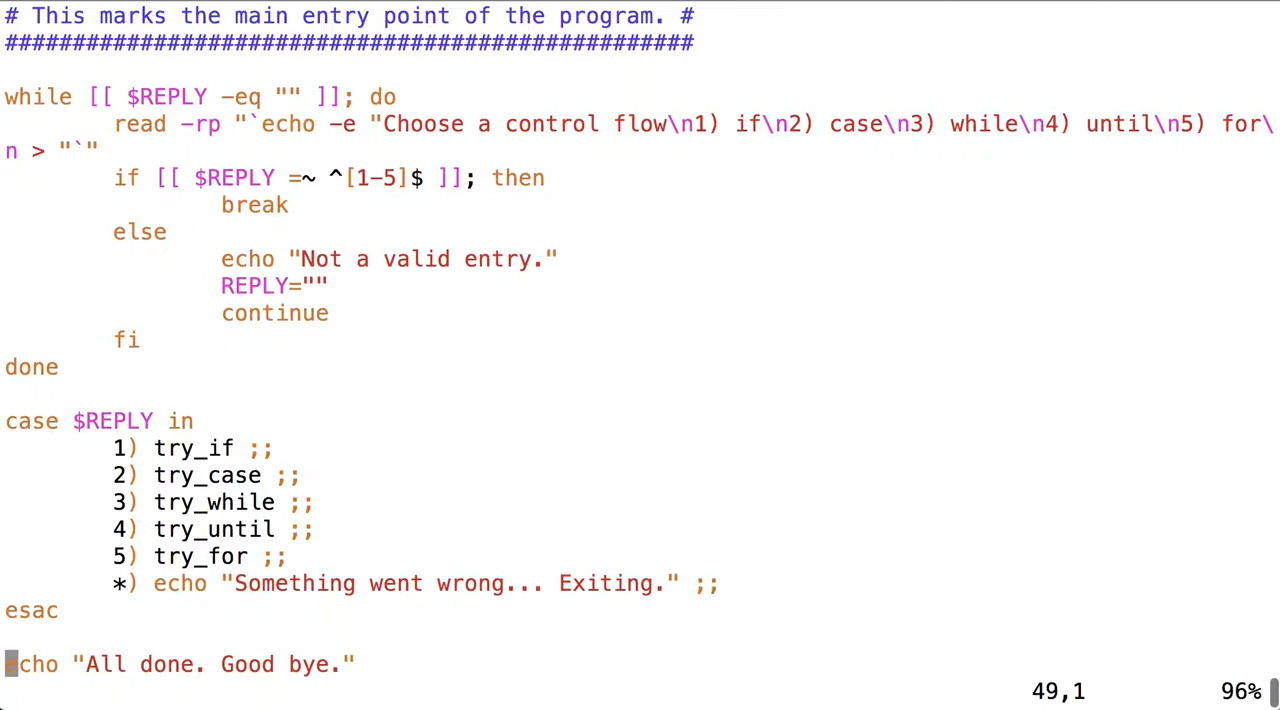 # This marks the main entry point of the program. #
###################################################
while [[ $REPLY -eq "" ]]; do
read -rp "`echo -e "Choose a control flow\n1) if\n2) case\n3) while\n4) until\n5) for\
n > "`"
if [[ $REPLY =~ ^[1-5]$ ]]; then
break
else
echo "Not a valid entry."
REPLY=""
continue
fi
done
case $REPLY in
1) try_if ;;
2) try_case ;;
3) try_while ;;
4) try_until ;;
5) try_for ;;
*) echo "Something went wrong... Exiting." ;;
esac
echo "All done. Good bye."
49,1 96%